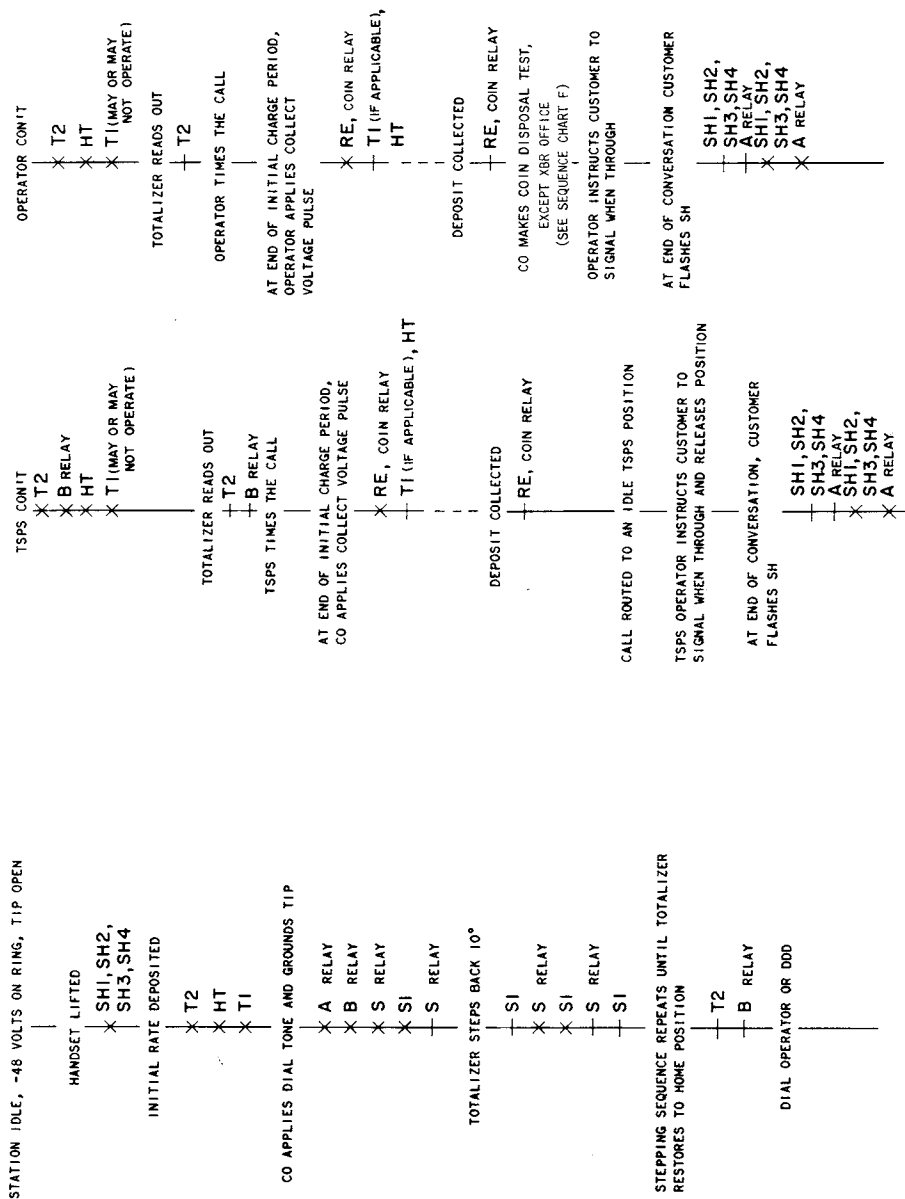 STATION IDLE, -48 VOLTS ON RING, TIP OPEN
HANDSET LIFTED
SH1, SH2,
SH3, SH4
INITIAL RATE DEPOSITED
T2
HT
T1
CO APPLIES DIAL TONE AND GROUNDS TIP
A RELAY
B RELAY
S RELAY
S1
S RELAY
TOTALIZER STEPS BACK 10°
S1
S RELAY
S1
S RELAY
S1
STEPPING SEQUENCE REPEATS UNTIL TOTALIZER
RESTORES TO HOME POSITION
T2
B RELAY
DIAL OPERATOR OR DDD
TSPS CON'T
T2
B RELAY
HT
T1 (MAY OR MAY
NOT OPERATE)
TOTALIZER READS OUT
T2
B RELAY
TSPS TIMES THE CALL
AT END OF INITIAL CHARGE PERIOD,
CO APPLIES COLLECT VOLTAGE PULSE
RE, COIN RELAY
T1 (IF APPLICABLE), HT
DEPOSIT COLLECTED
RE, COIN RELAY
CALL ROUTED TO AN IDLE TSPS POSITION
TSPS OPERATOR INSTRUCTS CUSTOMER TO
SIGNAL WHEN THROUGH AND RELEASES POSITION
AT END OF CONVERSATION, CUSTOMER
FLASHES SH
SH1, SH2,
SH3, SH4
A RELAY
SH1, SH2,
SH3, SH4
A RELAY
OPERATOR CON'T
T2
HT
T1 (MAY OR MAY
NOT OPERATE)
TOTALIZER READS OUT
T2
OPERATOR TIMES THE CALL
AT END OF INITIAL CHARGE PERIOD,
OPERATOR APPLIES COLLECT
VOLTAGE PULSE
RE, COIN RELAY
T1 (IF APPLICABLE),
HT
DEPOSIT COLLECTED
RE, COIN RELAY
CO MAKES COIN DISPOSAL TEST,
EXCEPT XBR OFFICE
(SEE SEQUENCE CHART F)
OPERATOR INSTRUCTS CUSTOMER TO
SIGNAL WHEN THROUGH
AT END OF CONVERSATION CUSTOMER
FLASHES SH
SH1, SH2,
SH3, SH4
A RELAY
SH1, SH2,
SH3, SH4
A RELAY